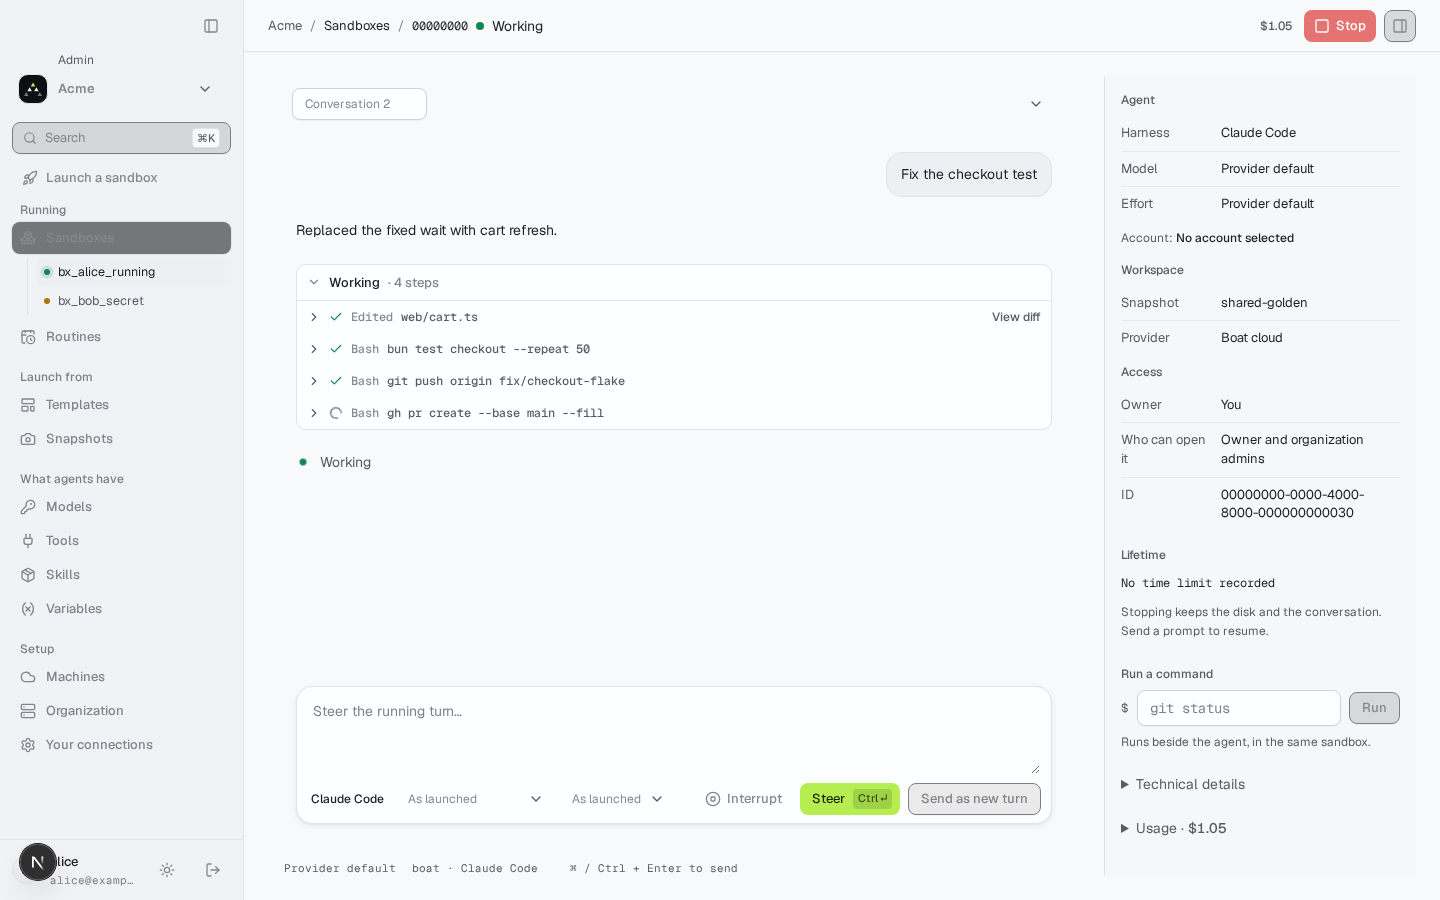 Admin
Acme
Search ⌘K
Launch a sandbox
Running
Sandboxes
bx_alice_running
bx_bob_secret
Routines
Launch from
Templates
Snapshots
What agents have
Models
Tools
Skills
Variables
Setup
Machines
Organization
Your connections
N
lice
alice@examp…
Acme / Sandboxes / 00000000 Working
$1.05 Stop
Conversation 2
Fix the checkout test
Replaced the fixed wait with cart refresh.
Working · 4 steps
Edited web/cart.ts View diff
Bash bun test checkout --repeat 50
Bash git push origin fix/checkout-flake
Bash gh pr create --base main --fill
Working
Steer the running turn…
Claude Code As launched As launched Interrupt Steer Ctrl↵ Send as new turn
Provider default boat · Claude Code ⌘ / Ctrl + Enter to send
Agent
Harness Claude Code
Model Provider default
Effort Provider default
Account: No account selected
Workspace
Snapshot shared-golden
Provider Boat cloud
Access
Owner You
Who can open it Owner and organization admins
ID 00000000-0000-4000-8000-000000000030
Lifetime
No time limit recorded
Stopping keeps the disk and the conversation.
Send a prompt to resume.
Run a command
$ git status Run
Runs beside the agent, in the same sandbox.
Technical details
Usage · $1.05